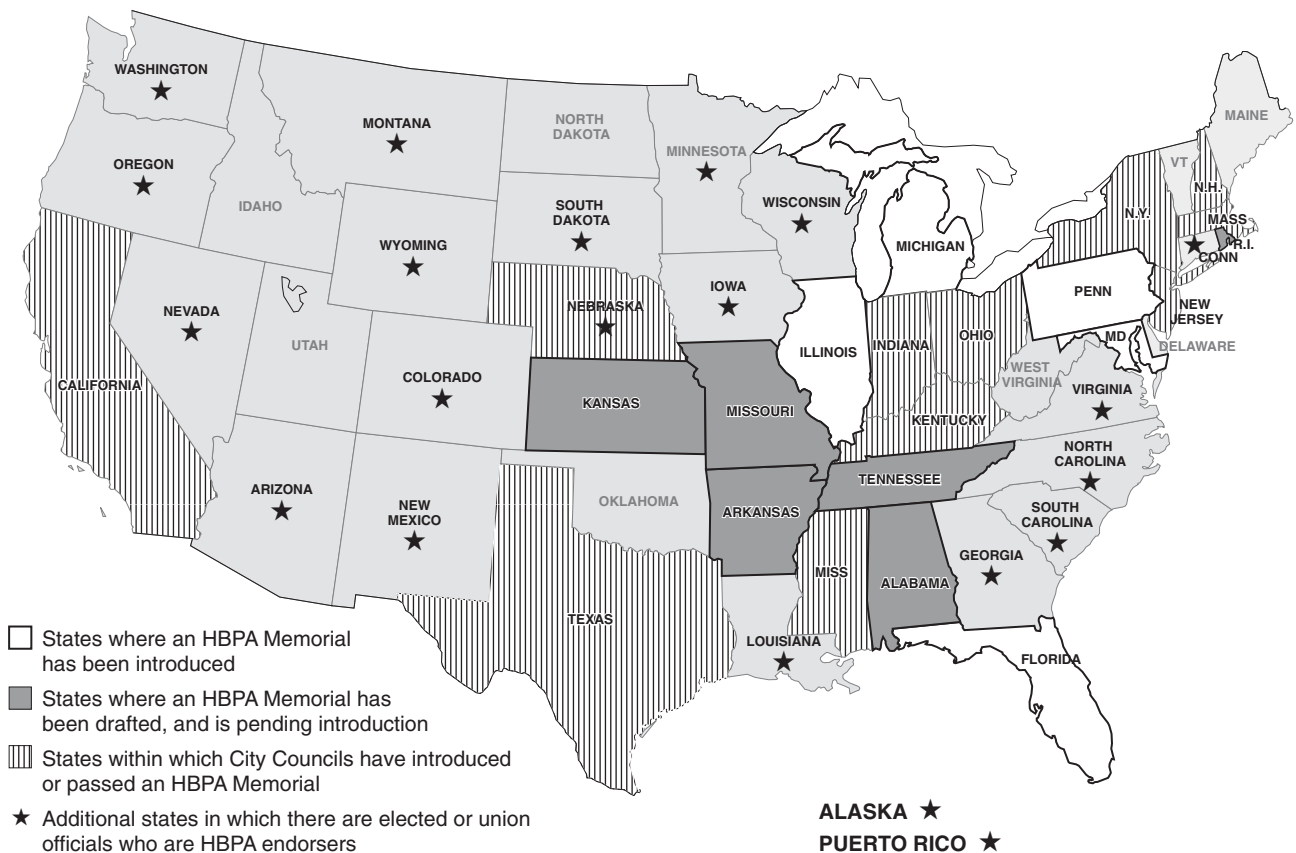 WASHINGTON
MONTANA
NORTH
DAKOTA
MINNESOTA
MAINE
VT
N.H.
OREGON
IDAHO
SOUTH
DAKOTA
WISCONSIN
N.Y.
MASS
R.I.
CONN
WYOMING
MICHIGAN
NEBRASKA
IOWA
PENN
NEW
JERSEY
NEVADA
UTAH
ILLINOIS
INDIANA
OHIO
MD
DELAWARE
WEST
VIRGINIA
VIRGINIA
CALIFORNIA
COLORADO
KANSAS
MISSOURI
KENTUCKY
NORTH
CAROLINA
TENNESSEE
ARIZONA
NEW
MEXICO
OKLAHOMA
ARKANSAS
SOUTH
CAROLINA
GEORGIA
MISS
ALABAMA
TEXAS
LOUISIANA
FLORIDA
States where an HBPA Memorial
has been introduced
States where an HBPA Memorial has
been drafted, and is pending introduction
States within which City Councils have introduced
or passed an HBPA Memorial
★ Additional states in which there are elected or union
officials who are HBPA endorsers
ALASKA ★
PUERTO RICO ★